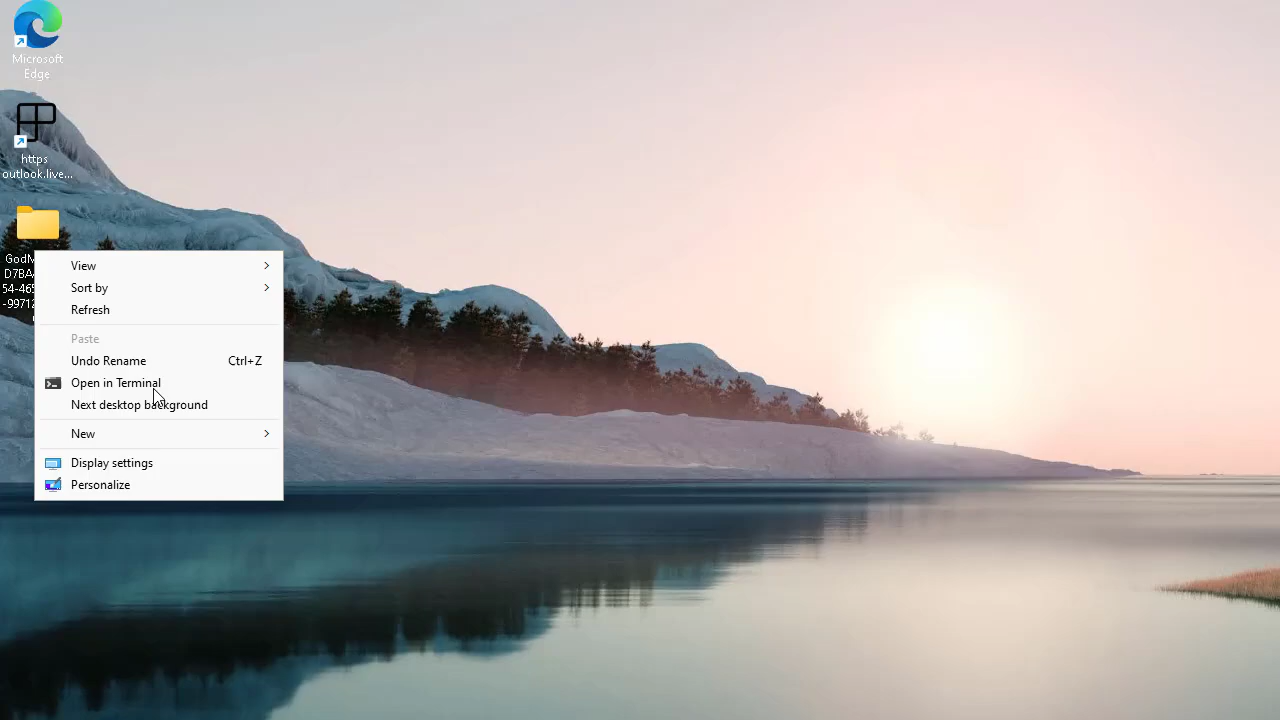 Microsoft
Edge
https
outlook.live...
View
Sort by
Refresh
Paste
Undo Rename Ctrl+Z
Open in Terminal
Next desktop background
New
Display settings
Personalize